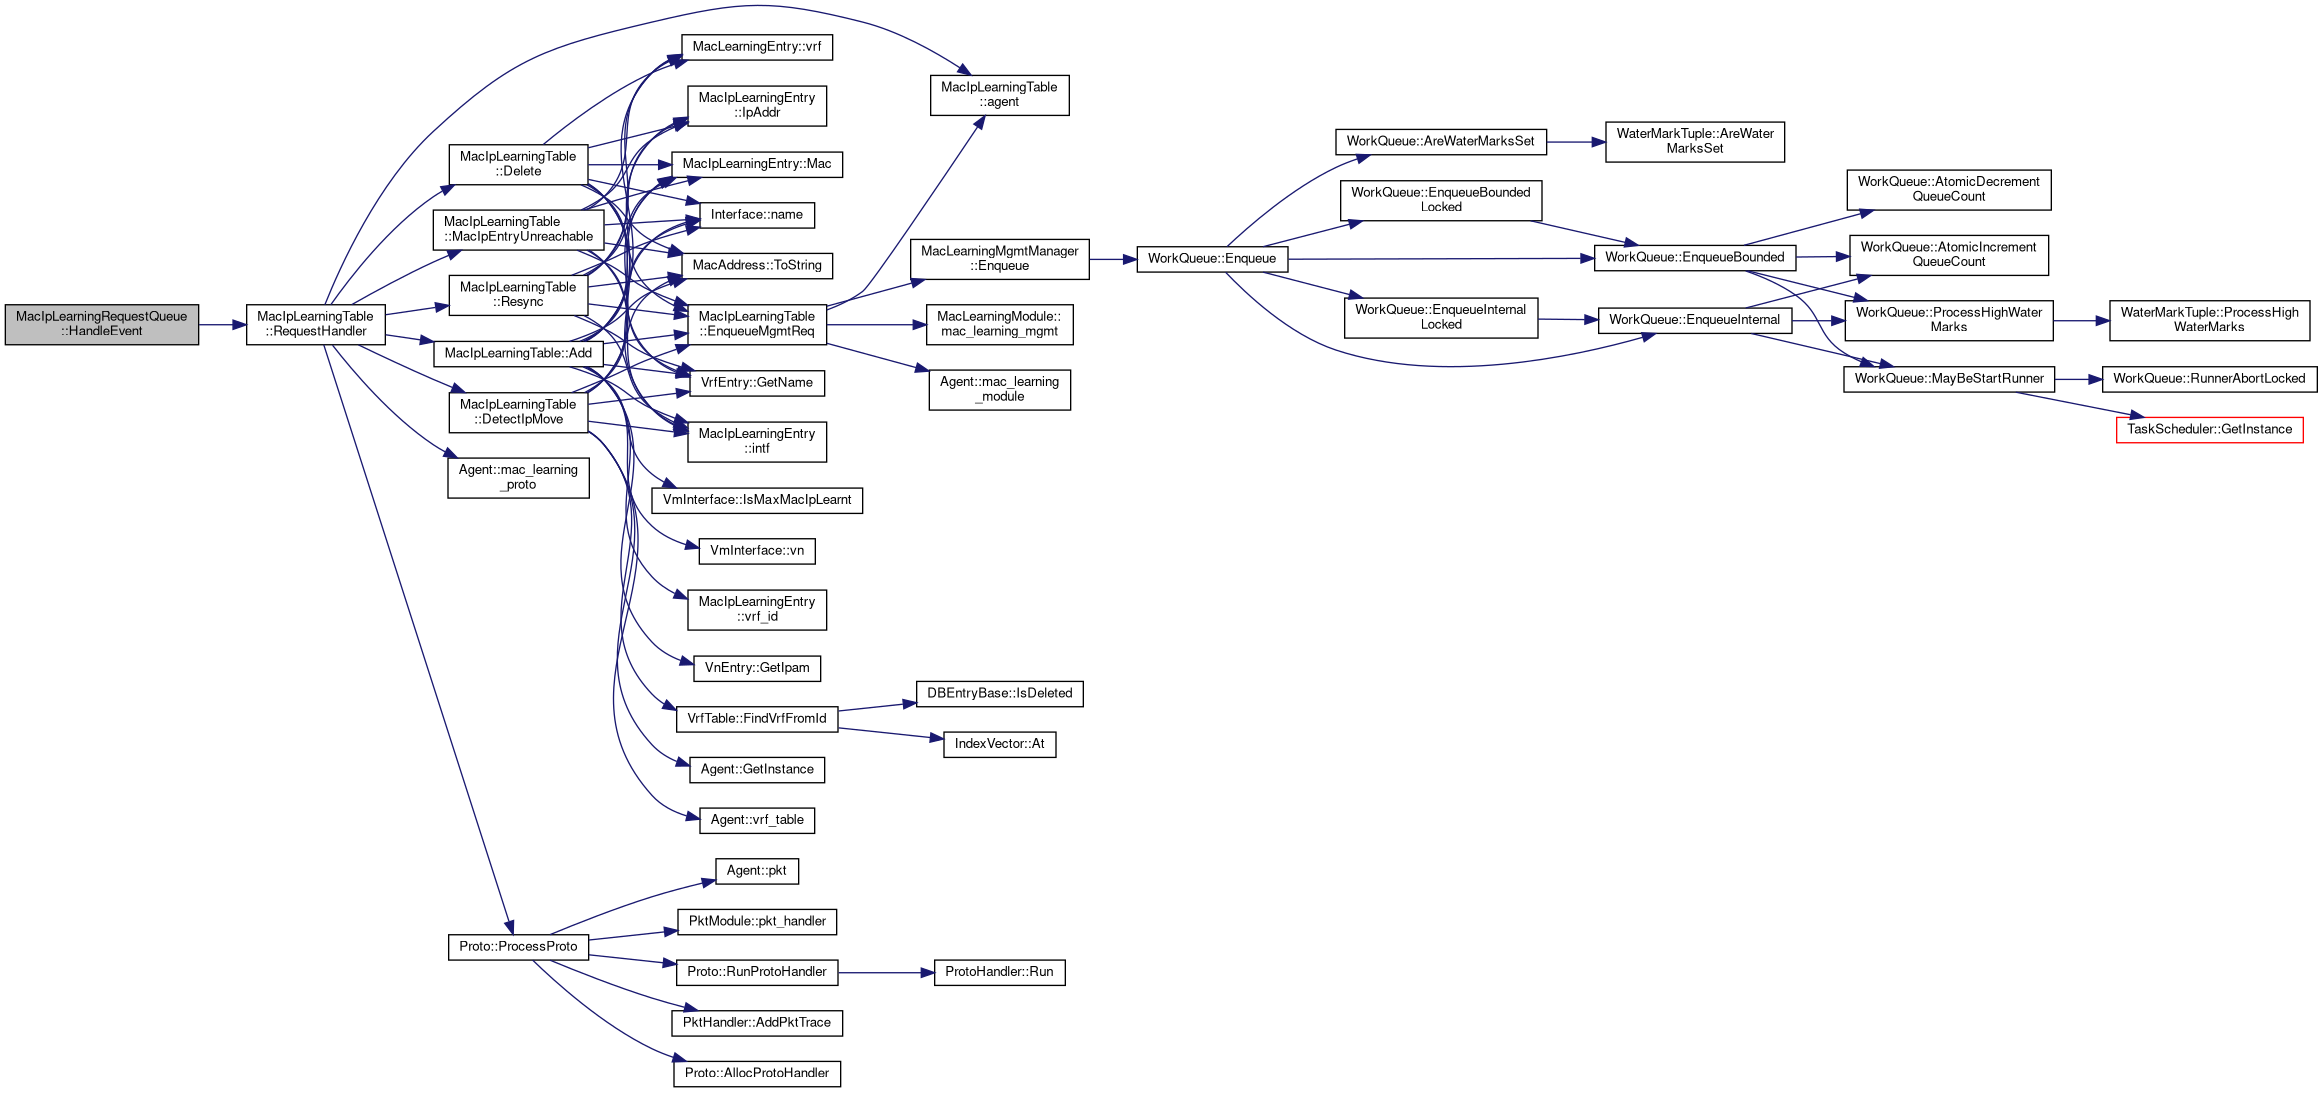 MacIpLearningRequestQueue
::HandleEvent
MacIpLearningTable
::RequestHandler
MacIpLearningTable
::Delete
MacIpLearningTable
::MacIpEntryUnreachable
MacIpLearningTable
::Resync
MacIpLearningTable::Add
MacIpLearningTable
::DetectIpMove
Agent::mac_learning
_proto
Proto::ProcessProto
MacLearningEntry::vrf
MacIpLearningEntry
::IpAddr
MacIpLearningEntry::Mac
Interface::name
MacAddress::ToString
MacIpLearningTable
::EnqueueMgmtReq
VrfEntry::GetName
MacIpLearningEntry
::intf
VmInterface::IsMaxMacIpLearnt
VmInterface::vn
MacIpLearningEntry
::vrf_id
VnEntry::GetIpam
VrfTable::FindVrfFromId
Agent::GetInstance
Agent::vrf_table
Agent::pkt
PktModule::pkt_handler
Proto::RunProtoHandler
PktHandler::AddPktTrace
Proto::AllocProtoHandler
MacIpLearningTable
::agent
MacLearningMgmtManager
::Enqueue
MacLearningModule::
mac_learning_mgmt
Agent::mac_learning
_module
DBEntryBase::IsDeleted
IndexVector::At
ProtoHandler::Run
WorkQueue::Enqueue
WorkQueue::AreWaterMarksSet
WorkQueue::EnqueueBounded
Locked
WorkQueue::EnqueueInternal
Locked
WaterMarkTuple::AreWater
MarksSet
WorkQueue::EnqueueBounded
WorkQueue::EnqueueInternal
WorkQueue::AtomicDecrement
QueueCount
WorkQueue::AtomicIncrement
QueueCount
WorkQueue::ProcessHighWater
Marks
WorkQueue::MayBeStartRunner
WaterMarkTuple::ProcessHigh
WaterMarks
WorkQueue::RunnerAbortLocked
TaskScheduler::GetInstance